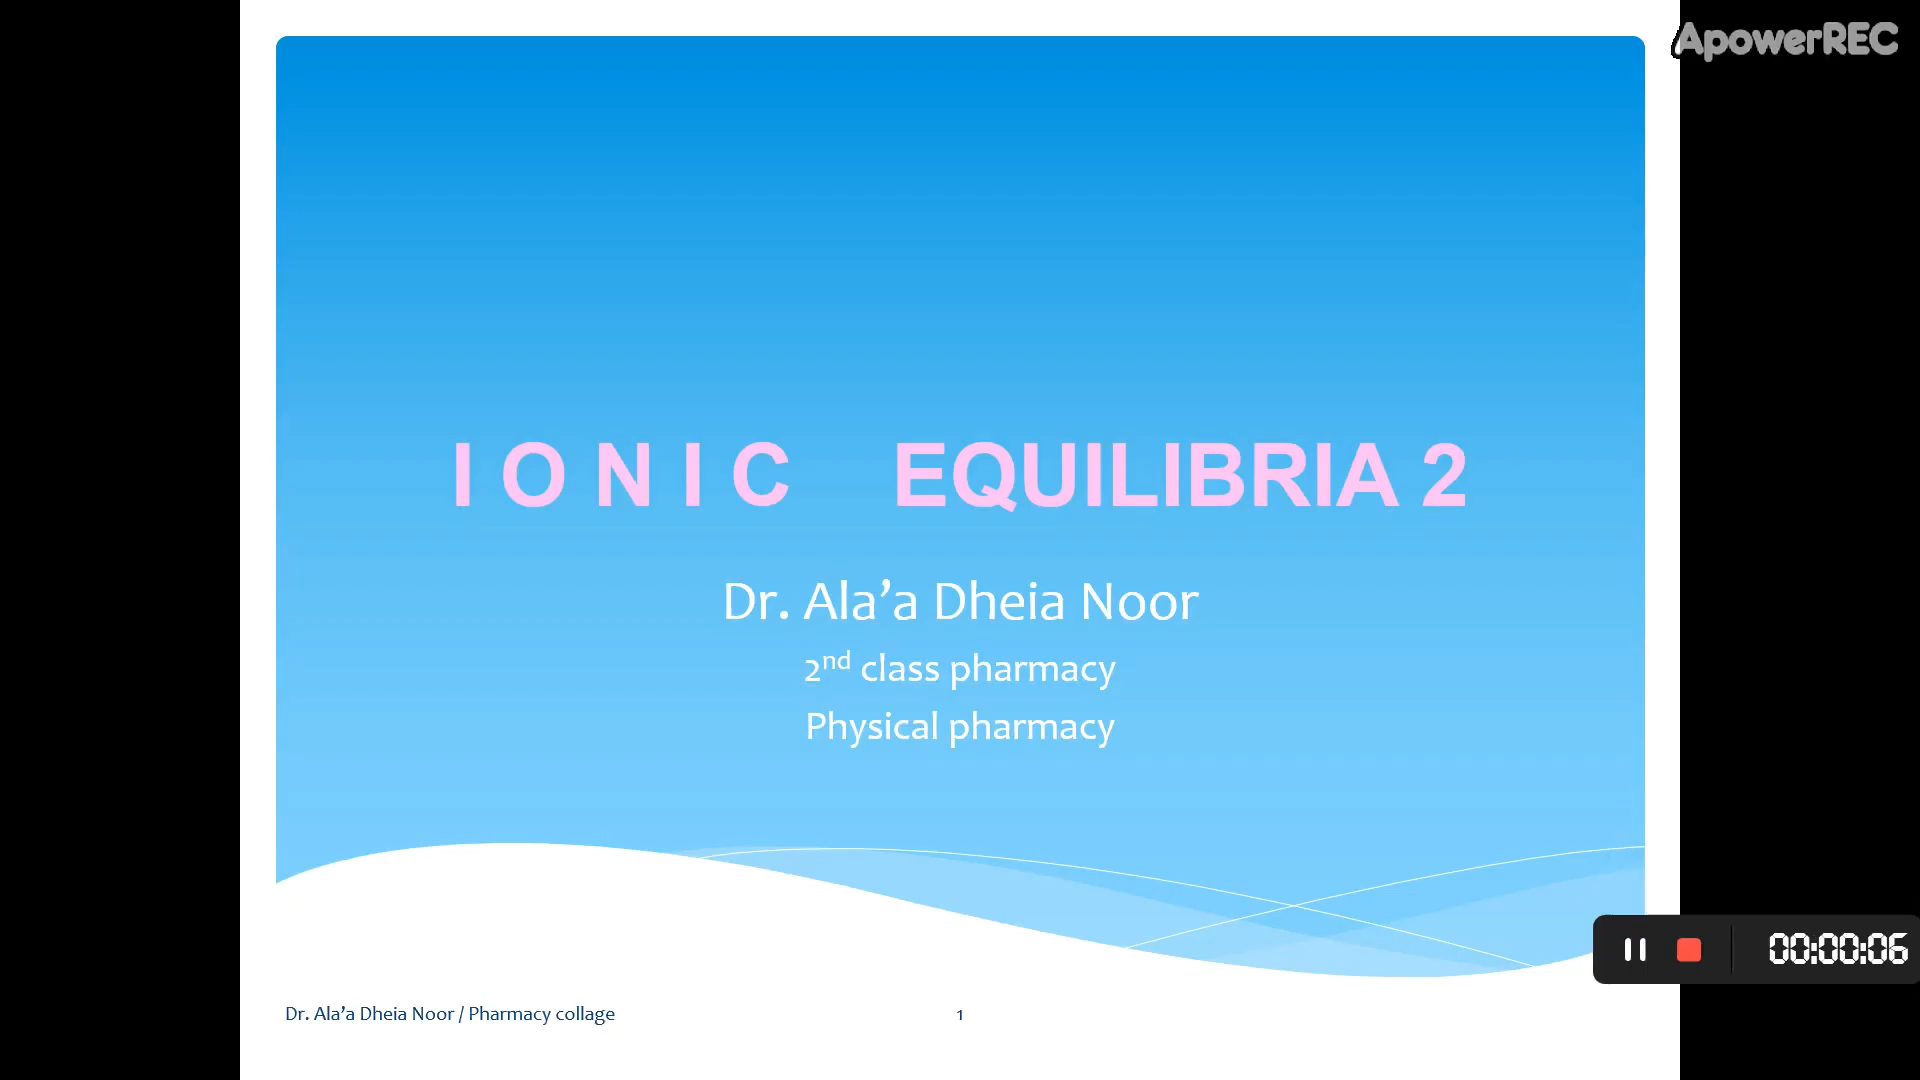 ApowerREC
I O N I C EQUILIBRIA 2
Dr. Ala’a Dheia Noor
2nd class pharmacy
Physical pharmacy
00:00:06
Dr. Ala’a Dheia Noor / Pharmacy collage
1